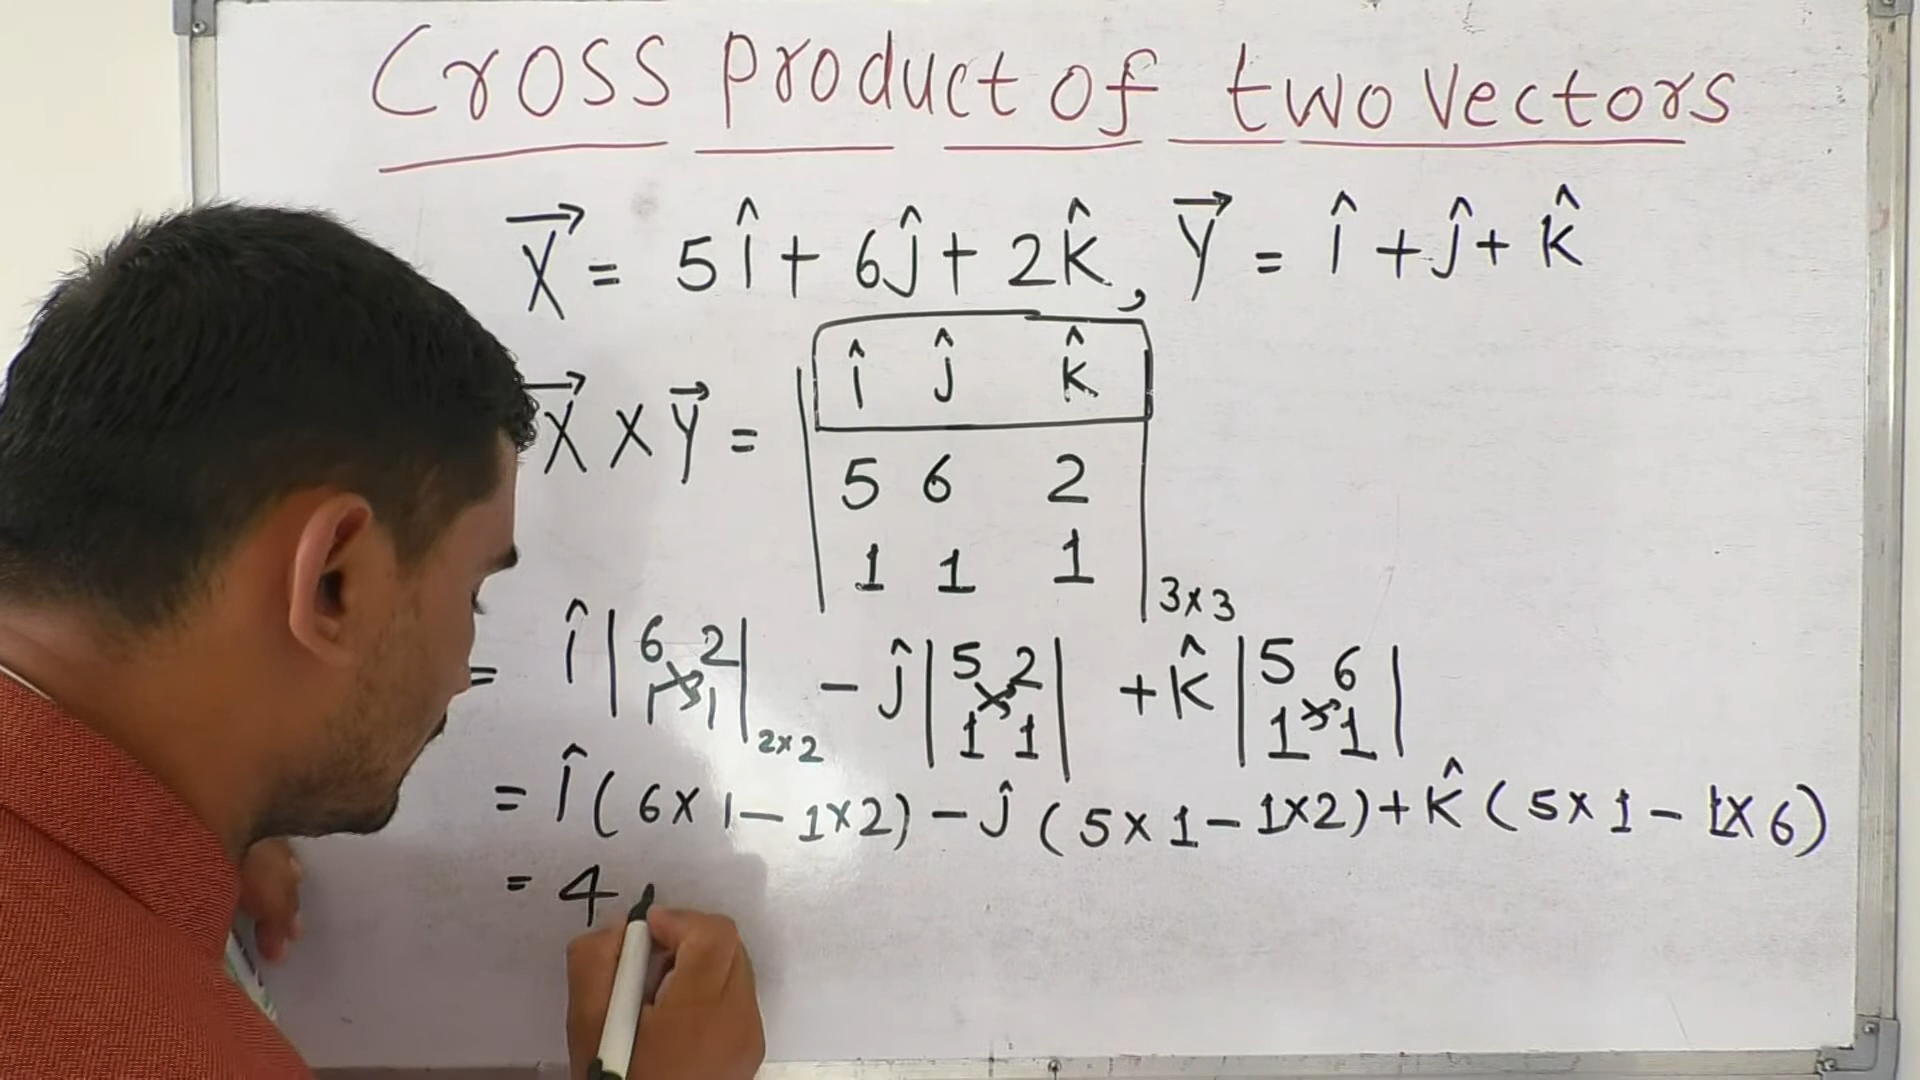 Cross product of two Vectors
X⃗ = 5î + 6ĵ + 2k̂, Y⃗ = î + ĵ + k̂
î ĵ k̂
X⃗ × Y⃗ =
5 6 2
1 1 1
3×3
= î |6 2| - ĵ |5 2| + k̂ |5 6|
|1 1| 2×2 |1 1| |1 1|
= î (6×1 - 1×2) - ĵ (5×1 - 1×2) + k̂ (5×1 - 1×6)
= 4